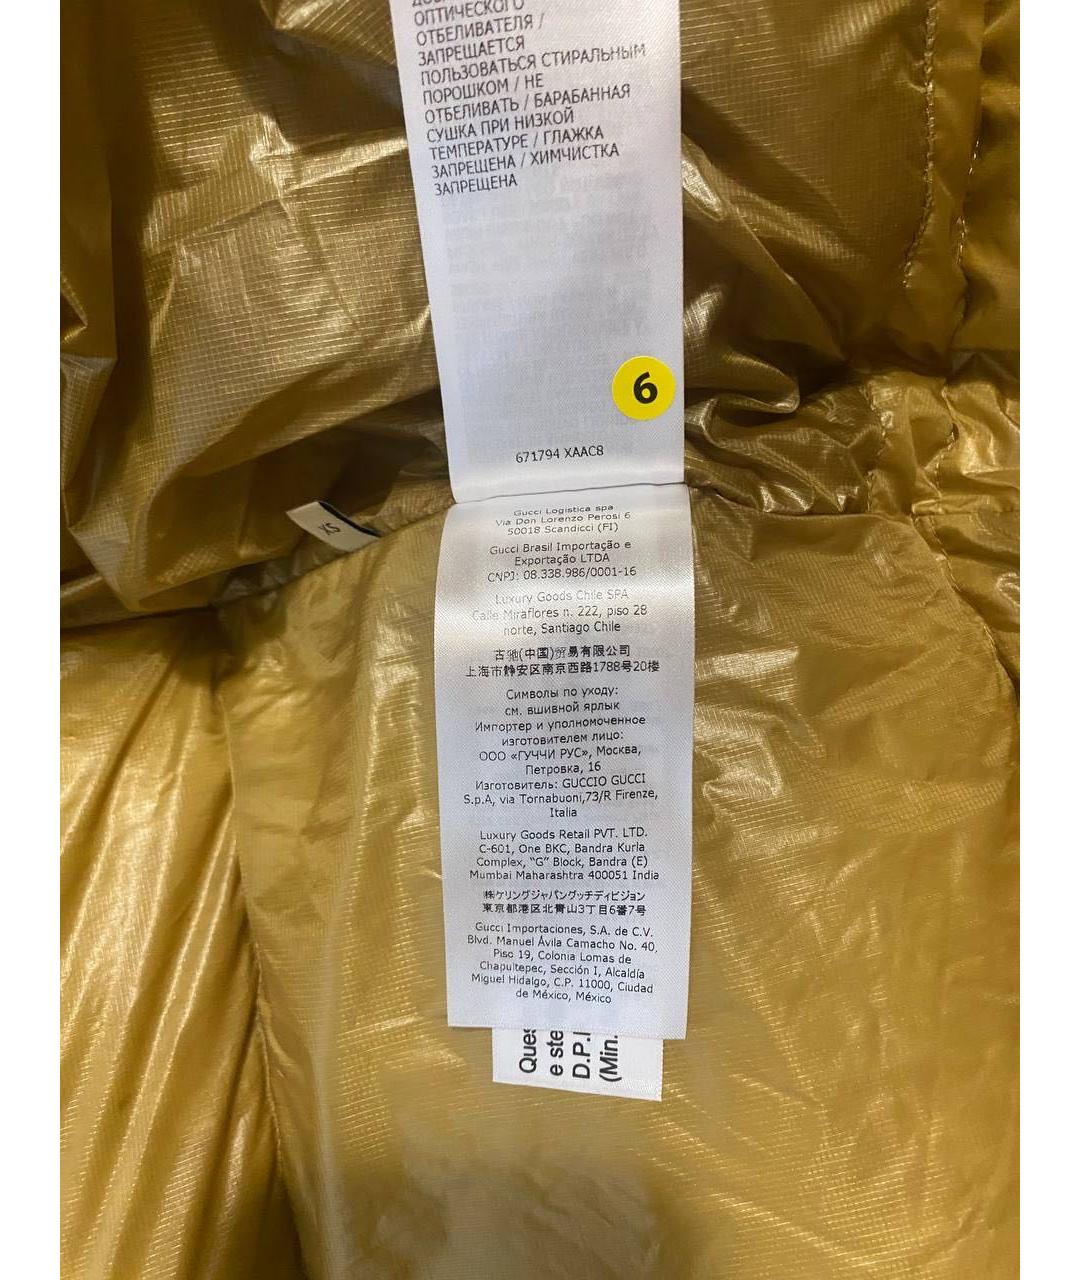 ОПТИЧЕСКОГО
ОТБЕЛИВАТЕЛЯ /
ЗАПРЕЩАЕТСЯ
ПОЛЬЗОВАТЬСЯ СТИРАЛЬНЫМ
ПОРОШКОМ / НЕ
ОТБЕЛИВАТЬ / БАРАБАННАЯ
СУШКА ПРИ НИЗКОЙ
ТЕМПЕРАТУРЕ / ГЛАЖКА
ЗАПРЕЩЕНА / ХИМЧИСТКА
ЗАПРЕЩЕНА
6
671794 XAAC8
XS
Gucci Logistica spa
Via Don Lorenzo Perosi 6
50018 Scandicci (FI)
Gucci Brasil Importação e
Exportação LTDA
CNPJ: 08.338.986/0001-16
Luxury Goods Chile SPA
Calle Miraflores n. 222, piso 28
norte, Santiago Chile
古驰(中国)贸易有限公司
上海市静安区南京西路1788号20楼
Символы по уходу:
см. вшивной ярлык
Импортер и уполномоченное
изготовителем лицо:
ООО «ГУЧЧИ РУС», Москва,
Петровка, 16
Изготовитель: GUCCIO GUCCI
S.p.A, via Tornabuoni,73/R Firenze,
Italia
Luxury Goods Retail PVT. LTD.
C-601, One BKC, Bandra Kurla
Complex, "G" Block, Bandra (E)
Mumbai Maharashtra 400051 India
㈱ケリングジャパングッチディビジョン
東京都港区北青山3丁目6番7号
Gucci Importaciones, S.A. de C.V.
Blvd. Manuel Ávila Camacho No. 40,
Piso 19, Colonia Lomas de
Chapultepec, Sección I, Alcaldía
Miguel Hidalgo, C.P. 11000, Ciudad
de México, México
Ques
e ste
D.P.I
(Min.